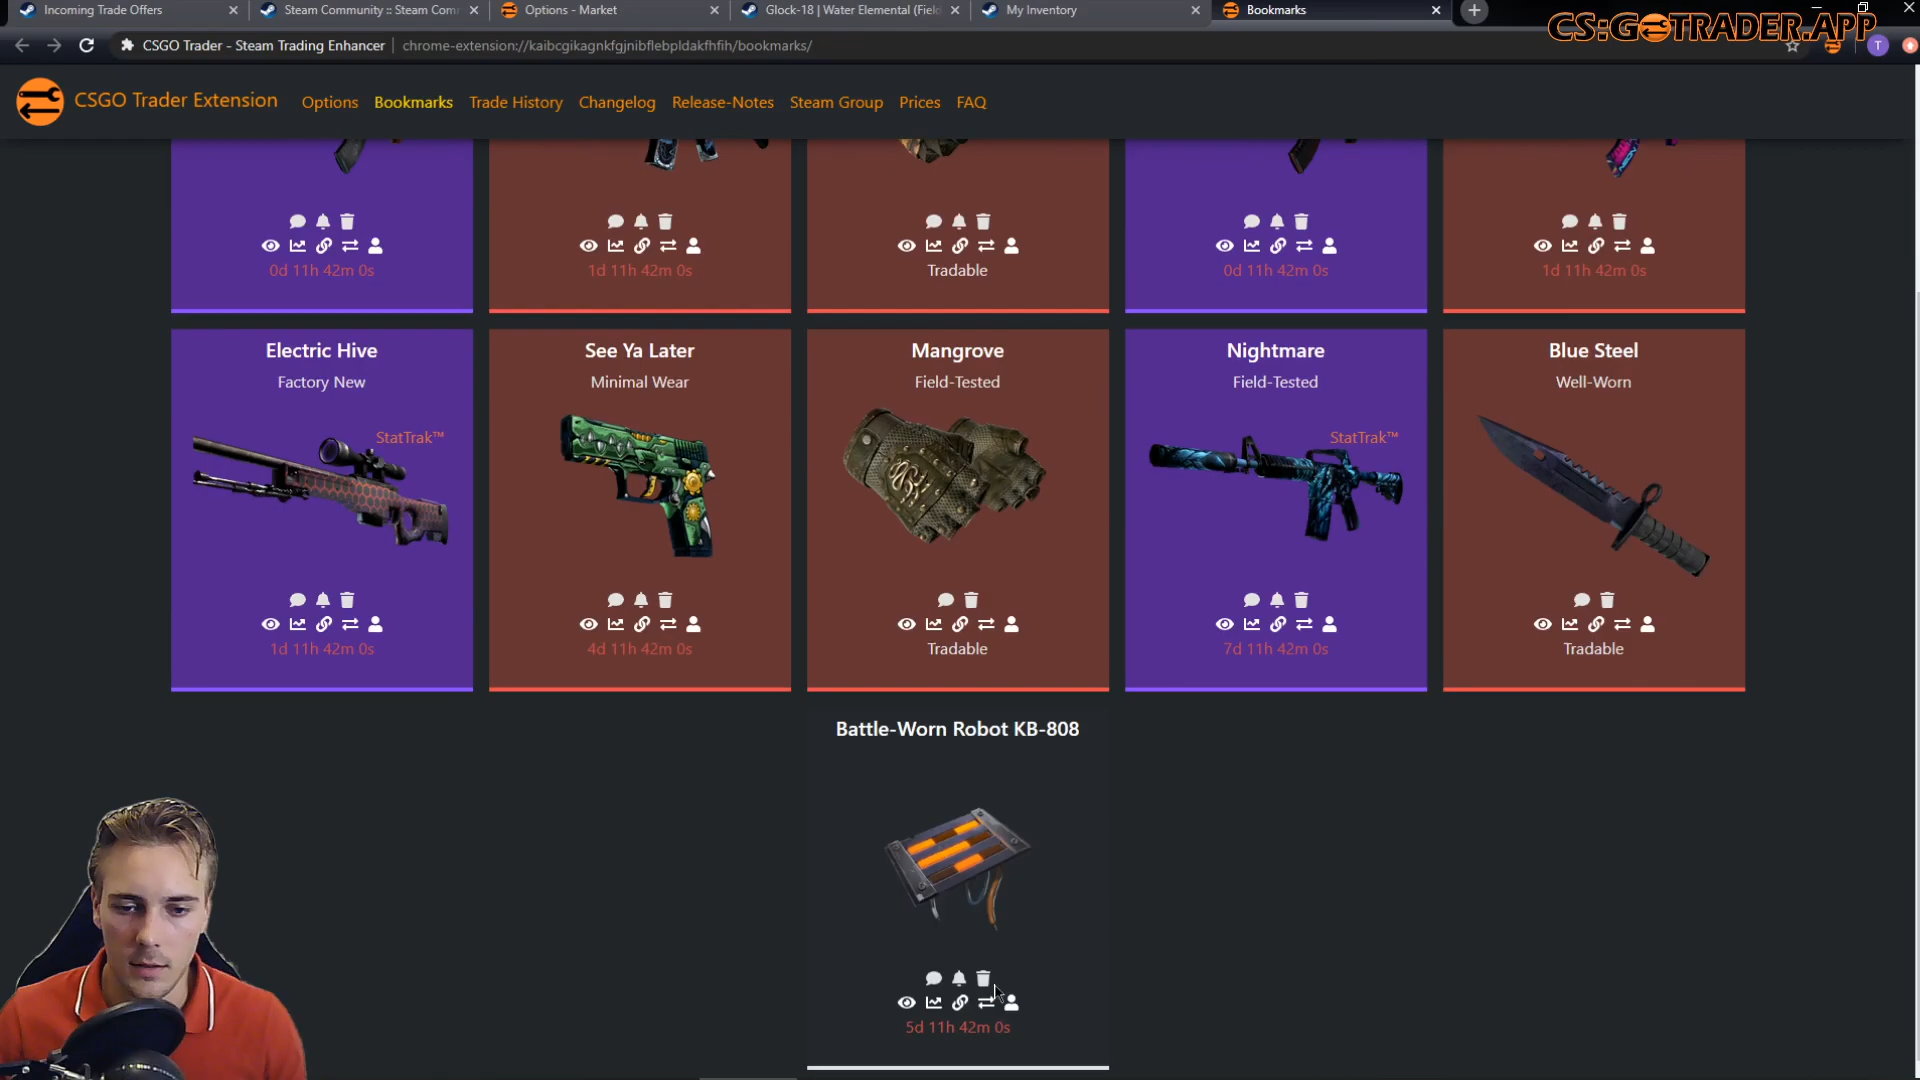 Incoming Trade Offers
Steam Community :: Steam Com
Options - Market
Glock-18 | Water Elemental (Field
My Inventory
Bookmarks
CS:GOTRADER.APP
CSGO Trader - Steam Trading Enhancer
chrome-extension://kaibcgikagnkfgjnibflebpldakfhfih/bookmarks/
T
CSGO Trader Extension
Options
Bookmarks
Trade History
Changelog
Release-Notes
Steam Group
Prices
FAQ
0d 11h 42m 0s
1d 11h 42m 0s
Tradable
0d 11h 42m 0s
1d 11h 42m 0s
Electric Hive
See Ya Later
Mangrove
Nightmare
Blue Steel
Factory New
Minimal Wear
Field-Tested
Field-Tested
Well-Worn
StatTrak™
StatTrak™
1d 11h 42m 0s
4d 11h 42m 0s
Tradable
7d 11h 42m 0s
Tradable
Battle-Worn Robot KB-808
5d 11h 42m 0s